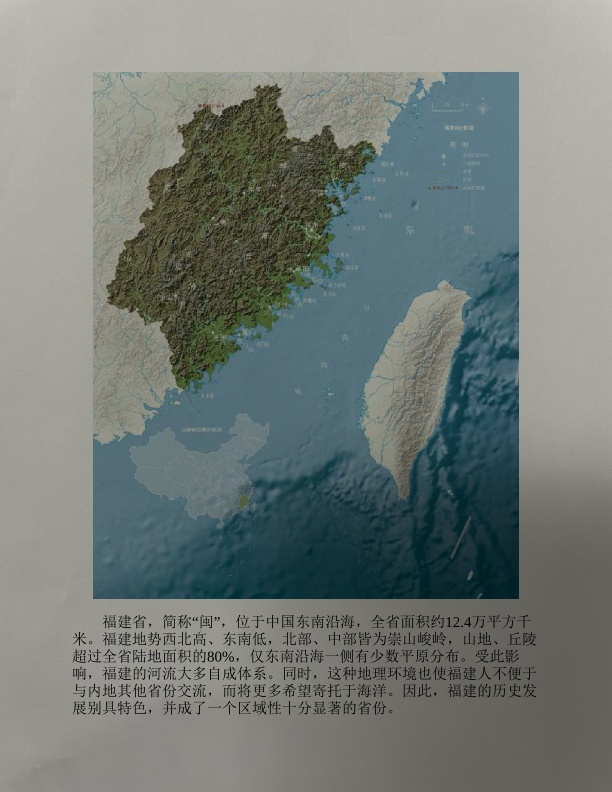 福建省，简称“闽”，位于中国东南沿海，全省面积约12.4万平方千
米。福建地势西北高、东南低，北部、中部皆为崇山峻岭，山地、丘陵
超过全省陆地面积的80%，仅东南沿海一侧有少数平原分布。受此影
响，福建的河流大多自成体系。同时，这种地理环境也使福建人不便于
与内地其他省份交流，而将更多希望寄托于海洋。因此，福建的历史发
展别具特色，并成了一个区域性十分显著的省份。